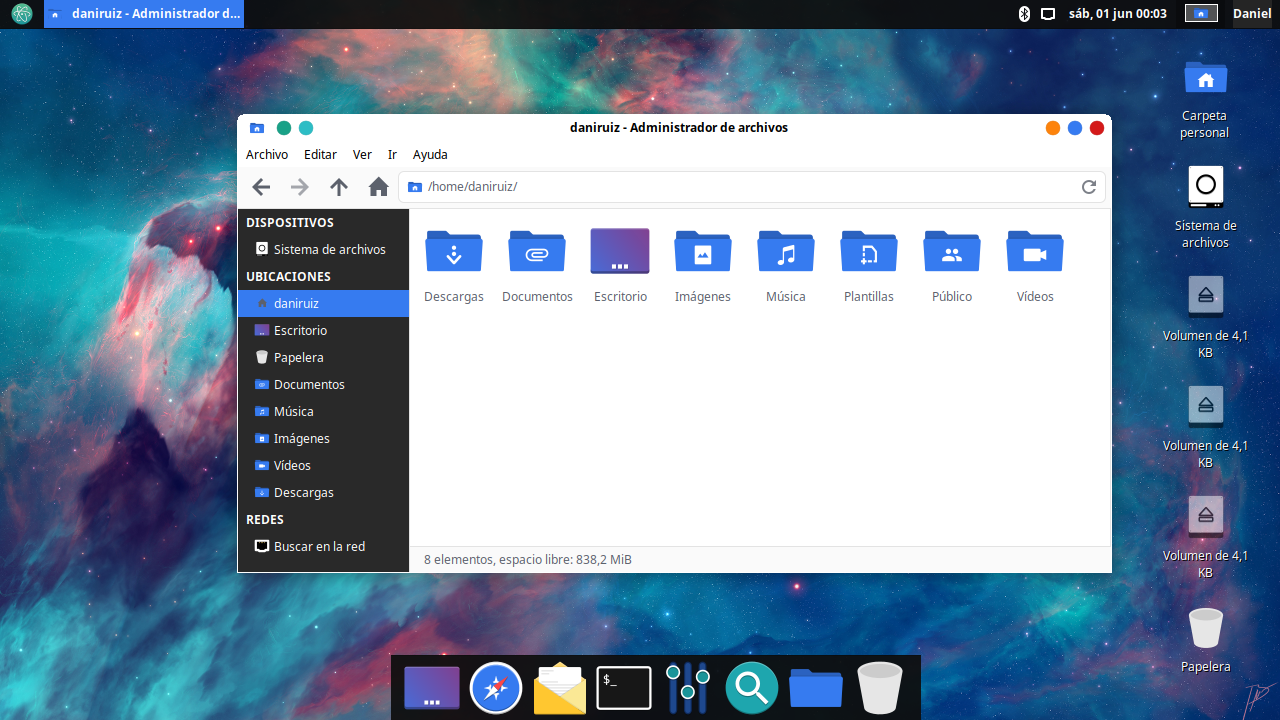 daniruiz - Administrador d...
sáb, 01 jun 00:03
Daniel
daniruiz - Administrador de archivos
Archivo Editar Ver Ir Ayuda
/home/daniruiz/
DISPOSITIVOS
Sistema de archivos
UBICACIONES
daniruiz
Escritorio
Papelera
Documentos
Música
Imágenes
Vídeos
Descargas
REDES
Buscar en la red
Descargas Documentos Escritorio Imágenes Música Plantillas Público Vídeos
8 elementos, espacio libre: 838,2 MiB
Carpeta
personal
Sistema de
archivos
Volumen de 4,1
KB
Volumen de 4,1
KB
Volumen de 4,1
KB
Papelera
$_